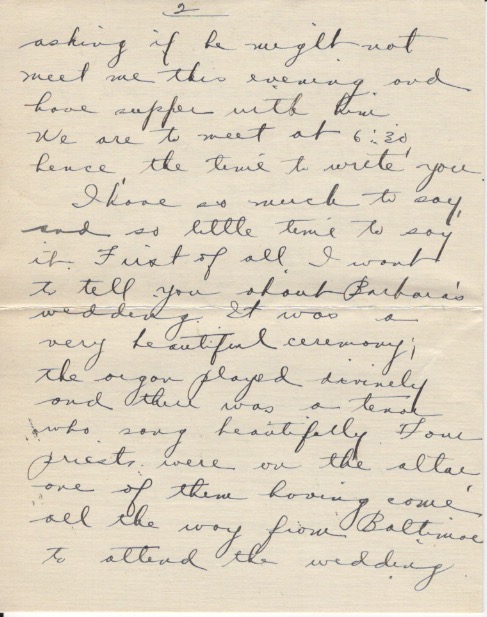 2
asking if he might not
meet me this evening and
have supper with him.
We are to meet at 6:30,
hence, the time to write you.
I have so much to say,
and so little time to say
it. First of all, I want
to tell you about Barbara's
wedding. It was a
very beautiful ceremony;
the organ played divinely
and there was a tenor
who sang beautifully. Four
priests were on the altar
one of them having come
all the way from Baltimore
to attend the wedding.